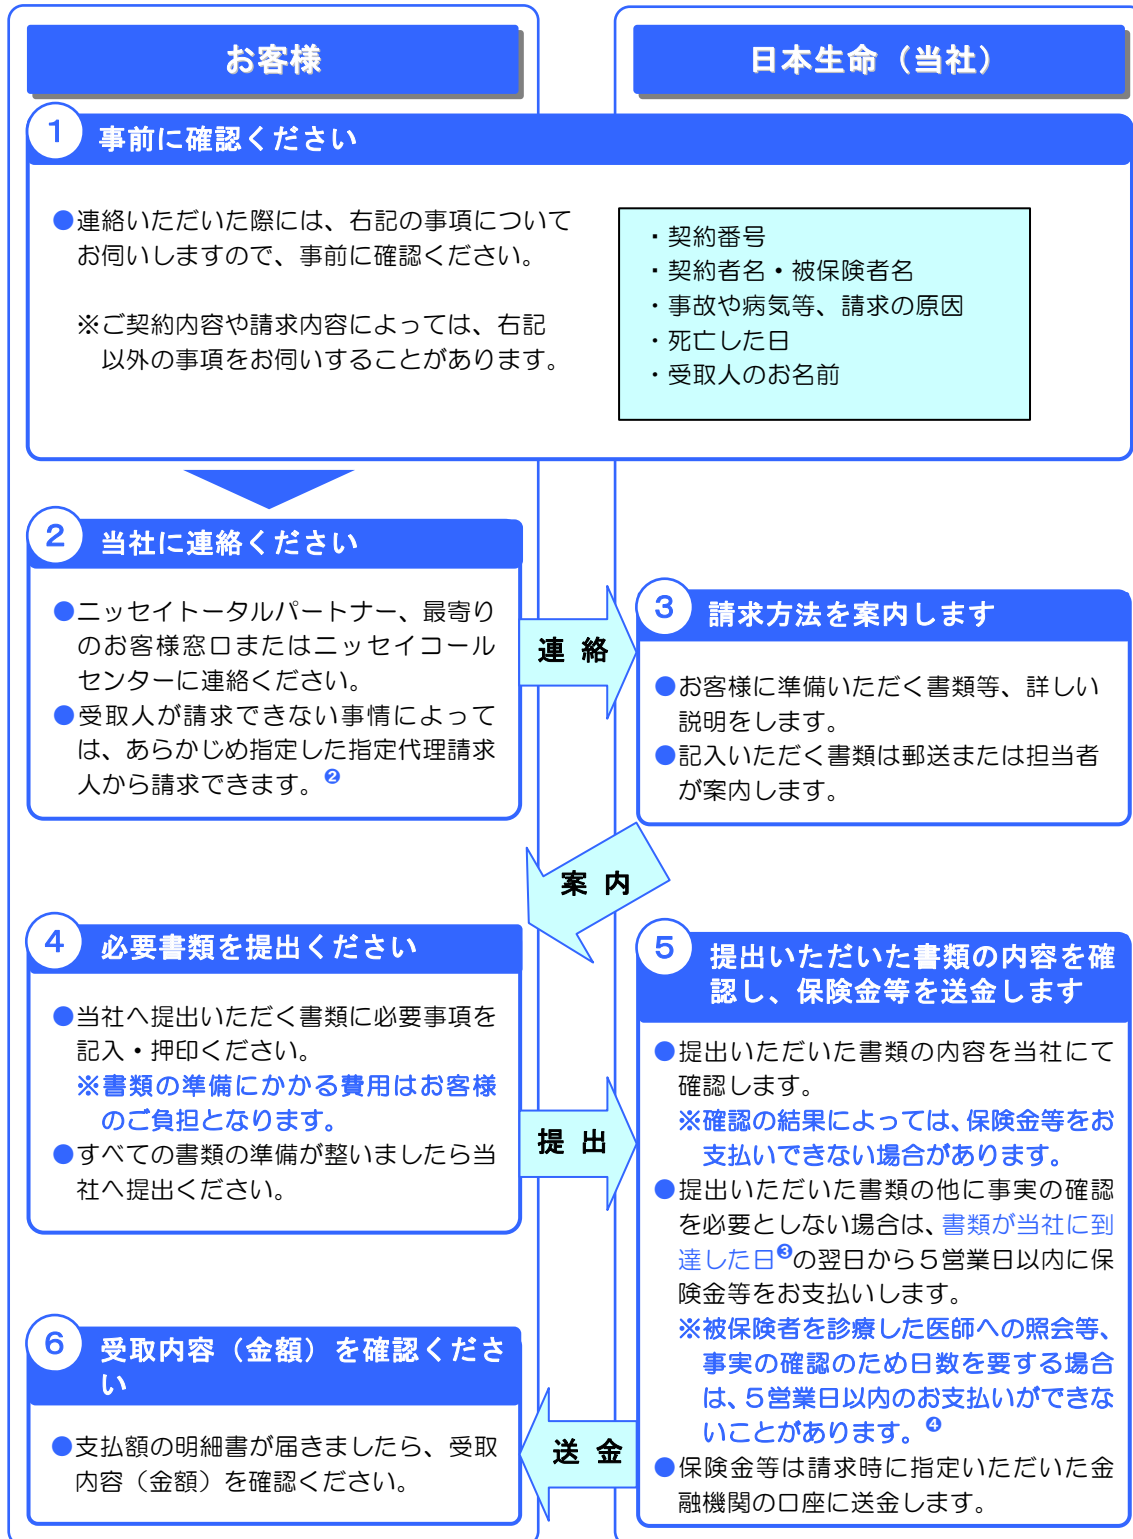 お客様
日本生命（当社）
1 事前に確認ください
●連絡いただいた際には、右記の事項について
お伺いしますので、事前に確認ください。
※ご契約内容や請求内容によっては、右記
以外の事項をお伺いすることがあります。
・契約番号
・契約者名・被保険者名
・事故や病気等、請求の原因
・死亡した日
・受取人のお名前
2 当社に連絡ください
●ニッセイトータルパートナー、最寄り
のお客様窓口またはニッセイコール
センターに連絡ください。
●受取人が請求できない事情によって
は、あらかじめ指定した指定代理請求
人から請求できます。❷
連 絡
3 請求方法を案内します
●お客様に準備いただく書類等、詳しい
説明をします。
●記入いただく書類は郵送または担当者
が案内します。
案 内
4 必要書類を提出ください
●当社へ提出いただく書類に必要事項を
記入・押印ください。
※書類の準備にかかる費用はお客様
のご負担となります。
●すべての書類の準備が整いましたら当
社へ提出ください。
提 出
5 提出いただいた書類の内容を確
認し、保険金等を送金します
●提出いただいた書類の内容を当社にて
確認します。
※確認の結果によっては、保険金等をお
支払いできない場合があります。
●提出いただいた書類の他に事実の確認
を必要としない場合は、書類が当社に到
達した日❸の翌日から５営業日以内に保
険金等をお支払いします。
※被保険者を診療した医師への照会等、
事実の確認のため日数を要する場合
は、５営業日以内のお支払いができな
いことがあります。❹
●保険金等は請求時に指定いただいた金
融機関の口座に送金します。
送 金
6 受取内容（金額）を確認くださ
い
●支払額の明細書が届きましたら、受取
内容（金額）を確認ください。